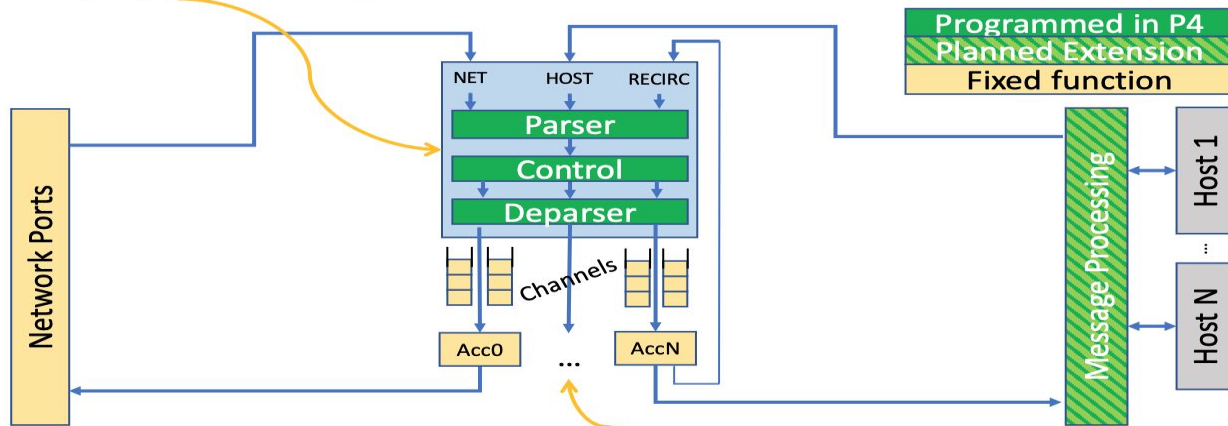 Programmed in P4
Planned Extension
Fixed function
NET HOST RECIRC
Parser
Control
Deparser
Channels
Acc0
...
AccN
Network Ports
Message Processing
Host 1
...
Host N